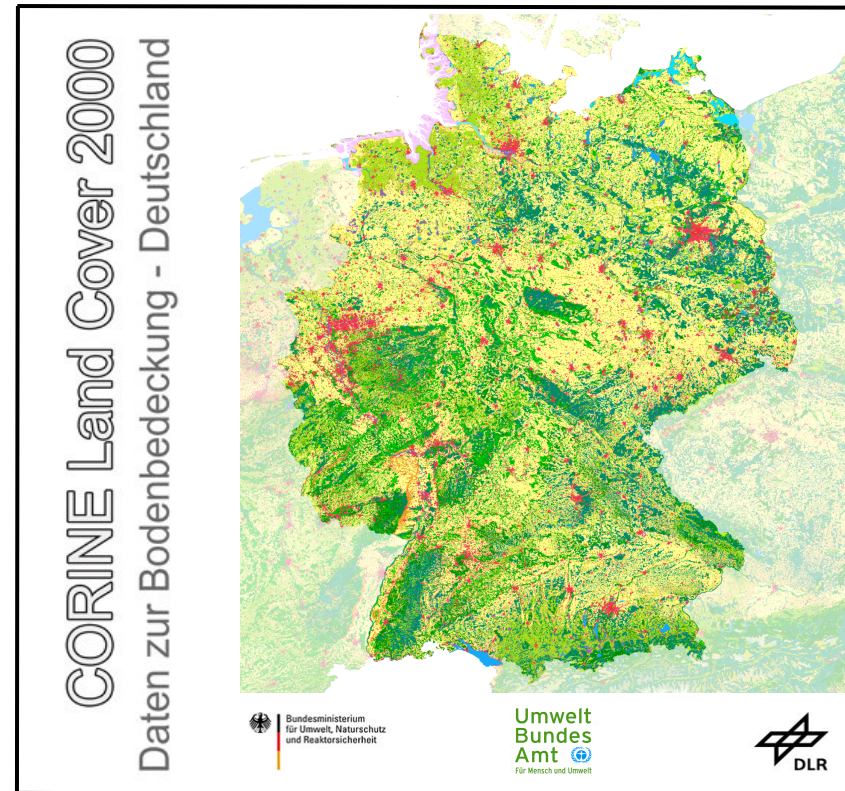 CORINE Land Cover 2000
Daten zur Bodenbedeckung - Deutschland
Bundesministerium
für Umwelt, Naturschutz
und Reaktorsicherheit
Umwelt
Bundes
Amt
Für Mensch und Umwelt
DLR